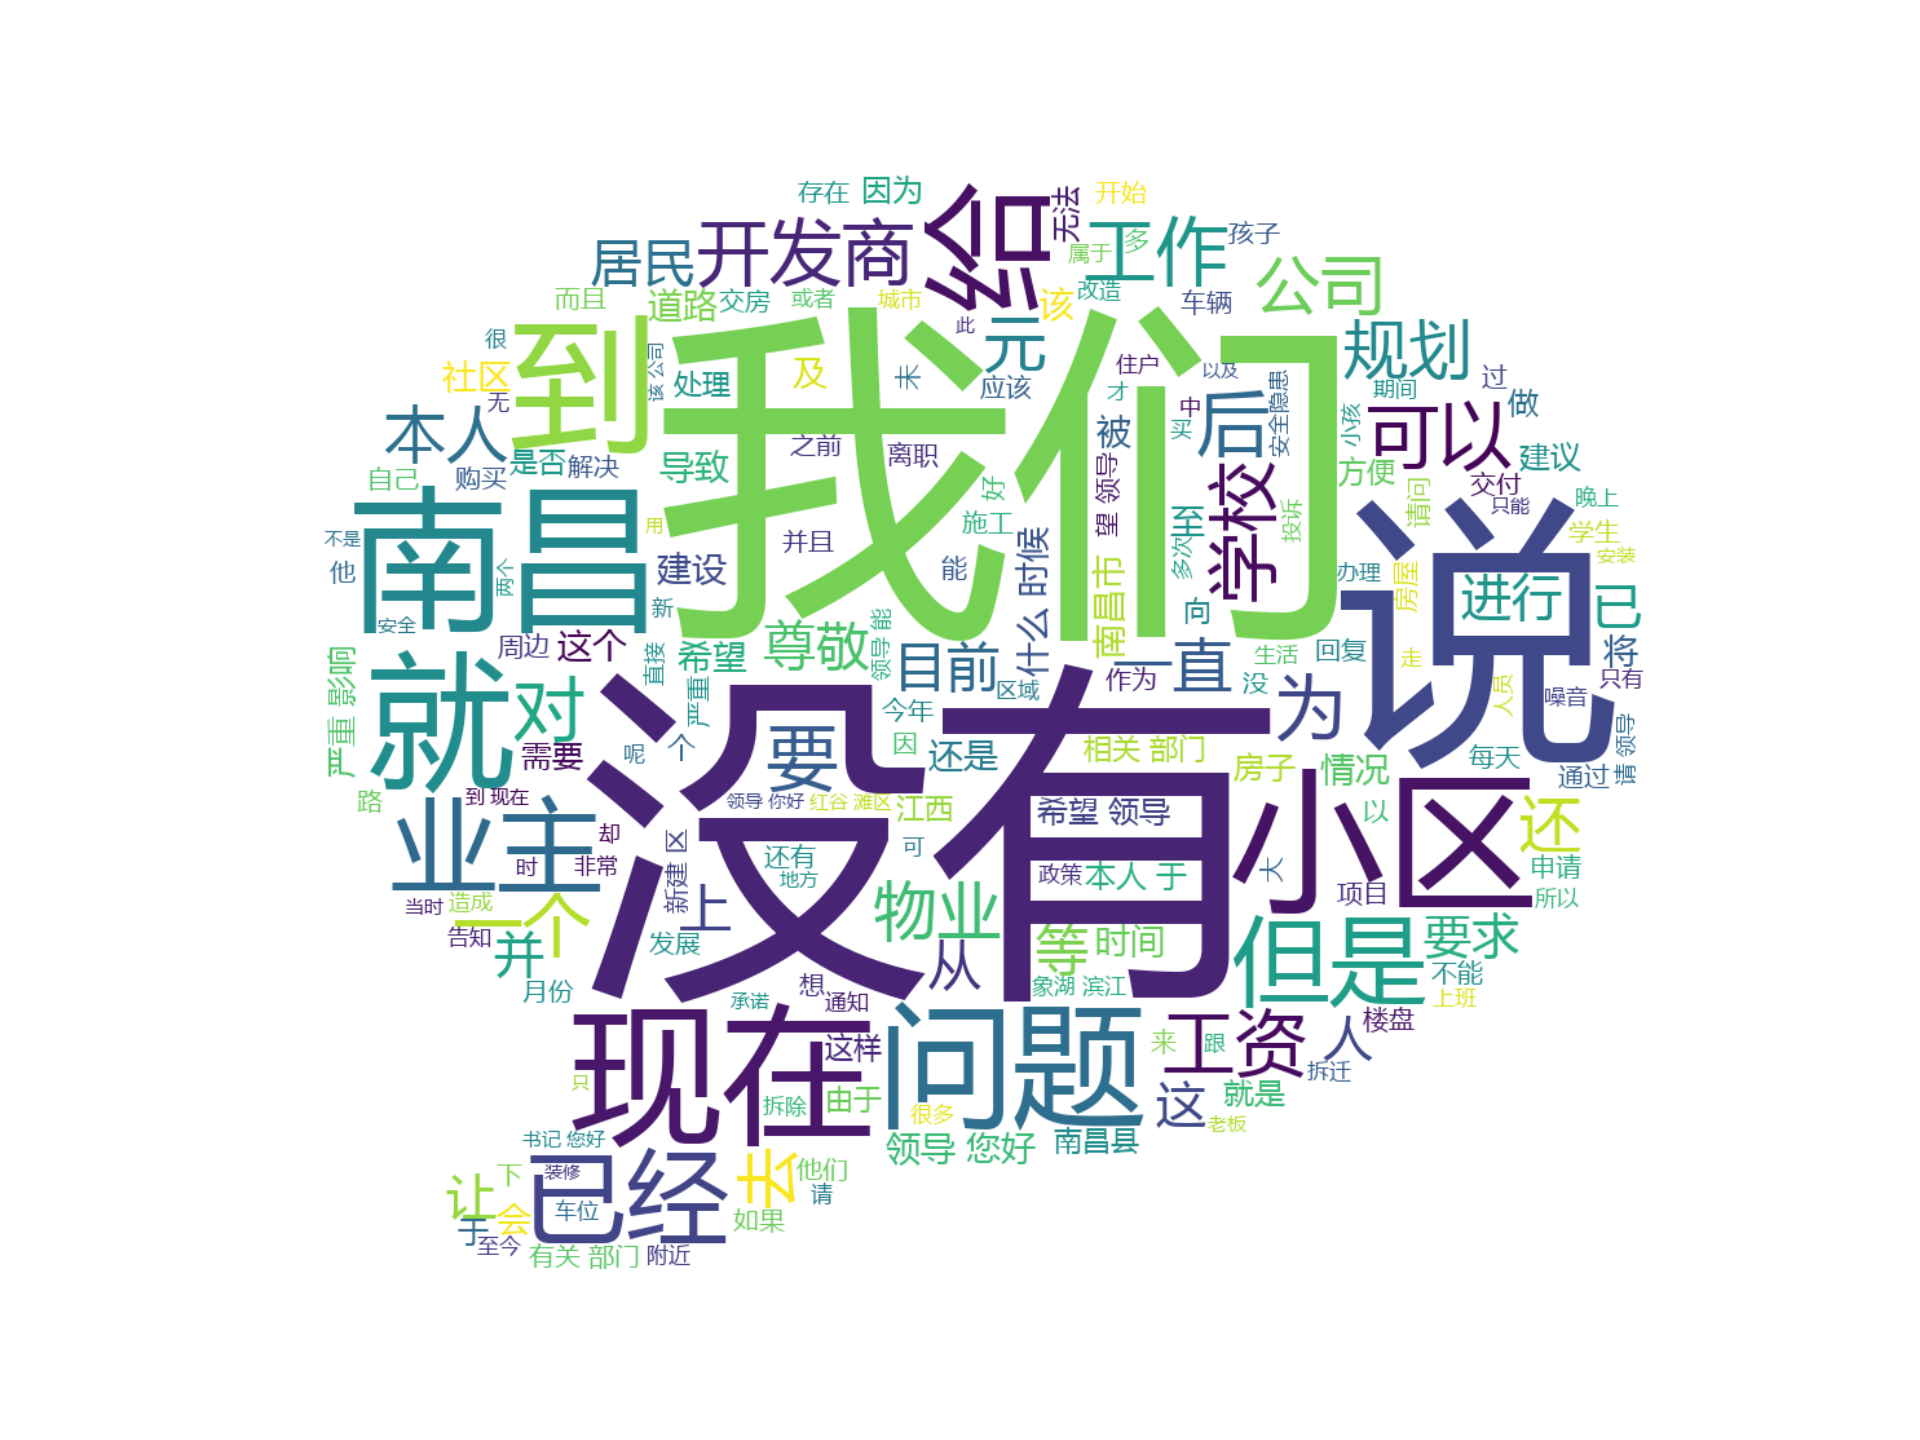 存在
因为
给
无法
开始
居民
开发商
属于
多
工作
孩子
公司
而且
道路
交房
或者
城市
该
改造
车辆
很
到
我们
此
元
规划
社区
无
该 公司
处理
及
未
应该
住户
以及
才
中
后
安全隐患
期间
过
本人
是否
解决
导致
之前
离职
被
买
小孩
可以
做
自己
购买
好
望 领导
学校
方便
建议
交付
只能
晚上
南昌
用
施工
至
投诉
请问
说
学生
不是
他
两个
建设
并且
能
什么 时候
南昌市
多次
办理
房屋
进行
安装
已
安全
新
向
周边
这个
直接
希望
尊敬
领导 能
目前
一直
生活
回复
走
将
严重 影响
就
对
严重
区域
作为
没
为
人员
噪音
只有
需要
呢
个
没有
要
今年
因
还是
相关 部门
房子
情况
每天
通过
请 领导
路
到 现在
领导 你好
红谷 滩区
江西
希望 领导
小区
以
还
业主
却
时
非常
新建 区
还有
地方
可
政策
本人 于
大
项目
申请
所以
当时
造成
一个
上
物业
告知
并
发展
从
等
时间
但是
要求
月份
承诺
想
通知
象湖 滨江
不能
上班
现在
这样
问题
来
跟
工资
人
楼盘
拆迁
只
拆除
由于
很多
这
就是
老板
书记 您好
领导 您好
南昌县
让
下
装修
已经
去
他们
请
于
会
车位
如果
至今
有关 部门
附近